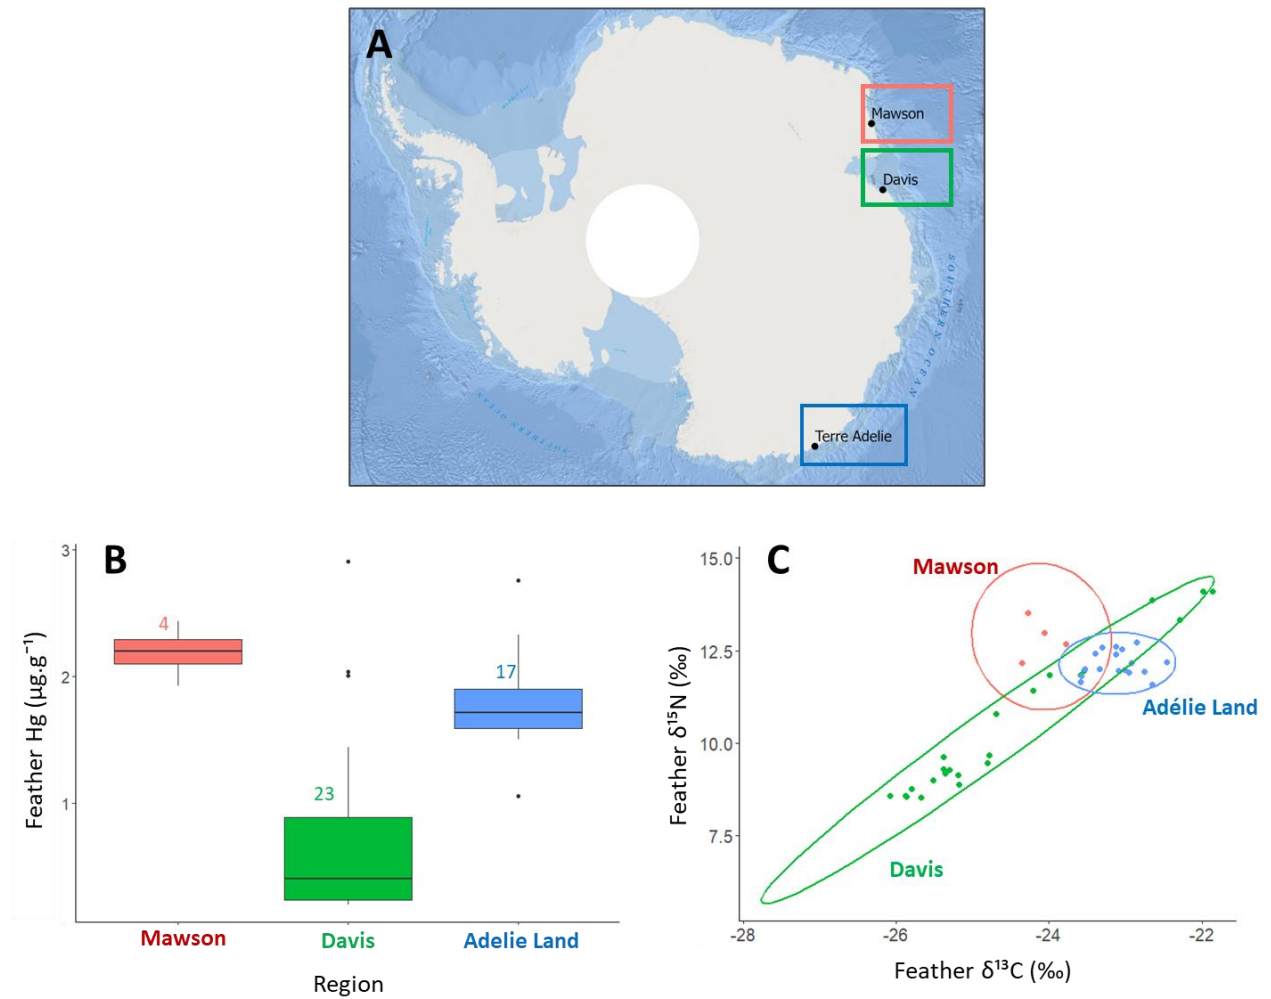 A
Mawson
Davis
SOUTHERN OCEAN
SOUTHERN OCEAN
Terre Adelie
B
3
2
1
4
23
17
Feather Hg (µg.g⁻¹)
Mawson
Davis
Adelie Land
Region
C
15.0
12.5
10.0
7.5
Feather δ¹⁵N (‰)
Mawson
Adélie Land
Davis
-28
-26
-24
-22
Feather δ¹³C (‰)